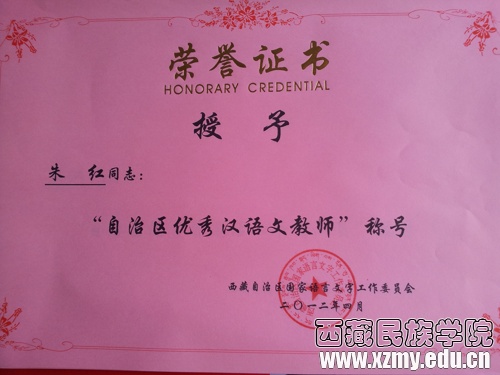 荣誉证书
HONORARY CREDENTIAL
授 予
朱 红同志：
“自治区优秀汉语文教师”称号
西藏自治区国家语言文字工作委员会
二〇一二年四月
西藏民族学院
www.xzmy.edu.cn